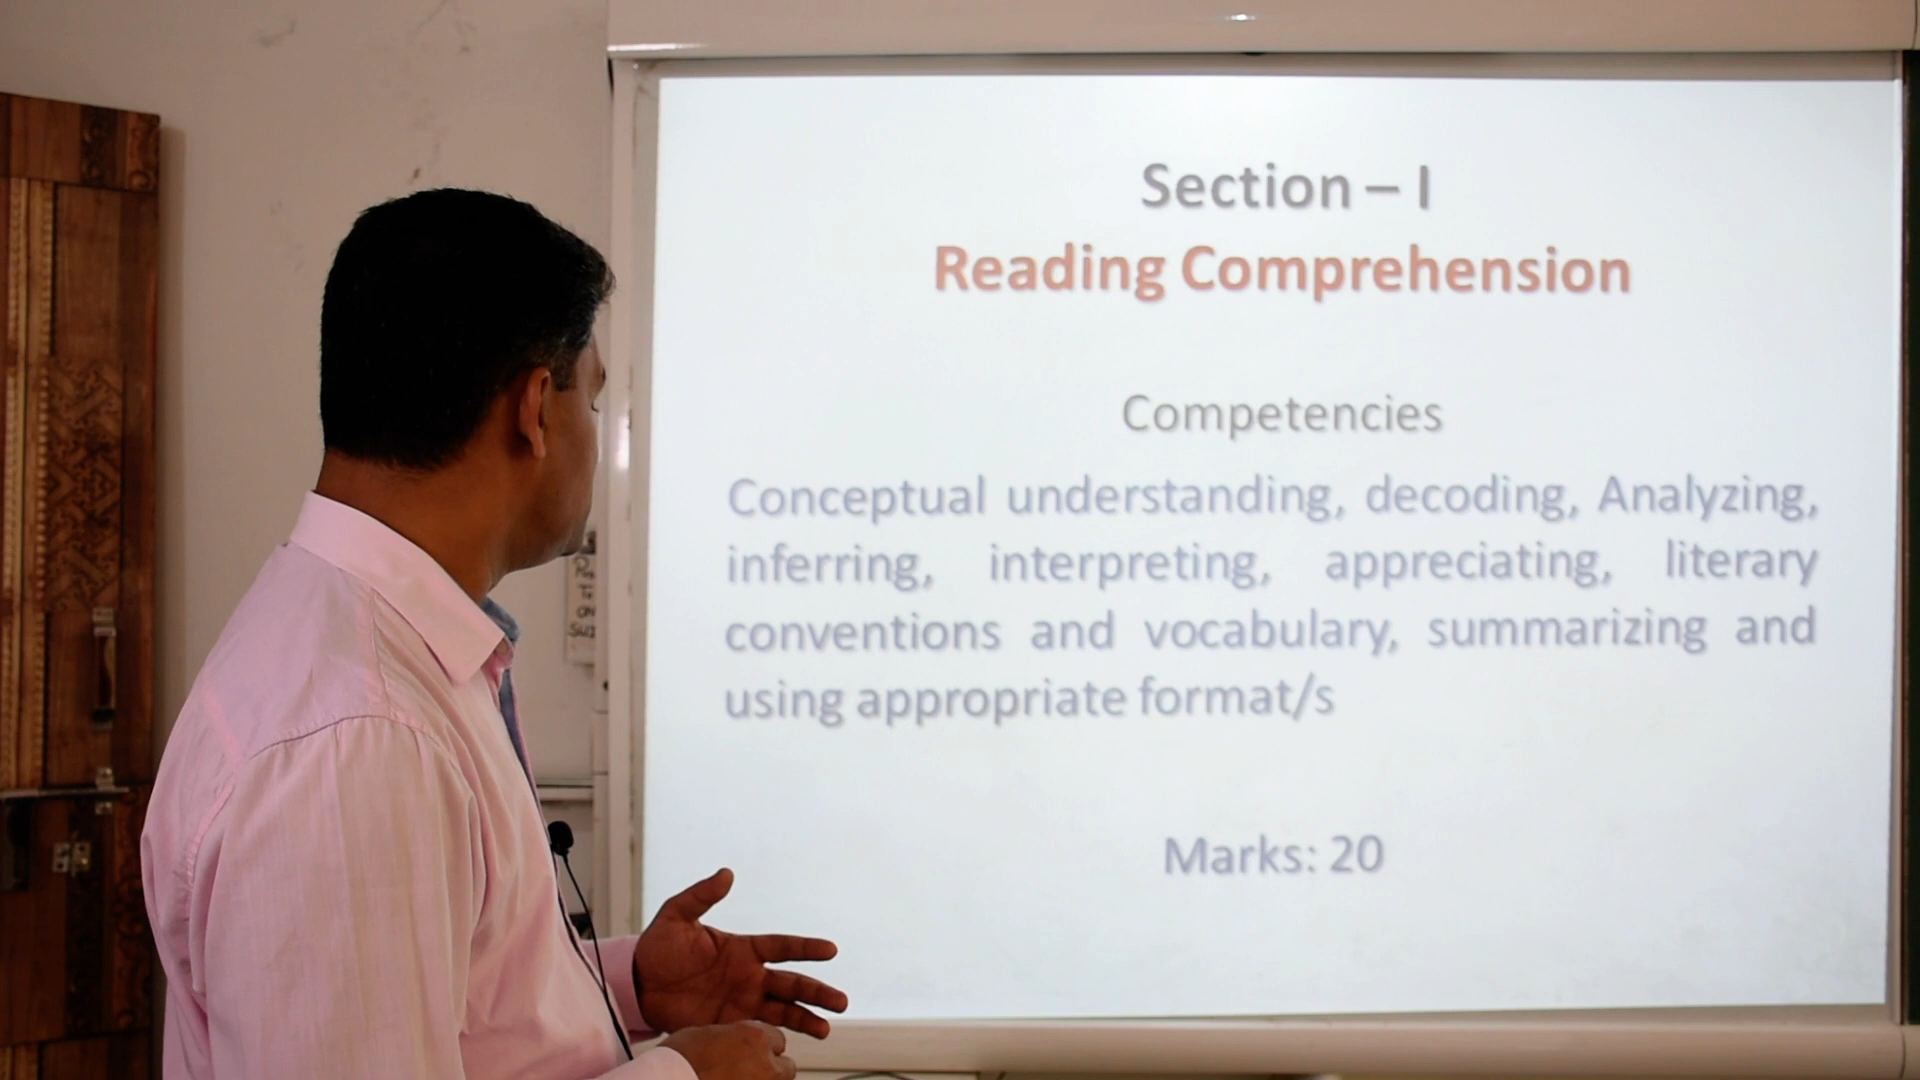 Section – I
Reading Comprehension
Competencies
Conceptual understanding, decoding, Analyzing,
inferring, interpreting, appreciating, literary
conventions and vocabulary, summarizing and
using appropriate format/s
Marks: 20